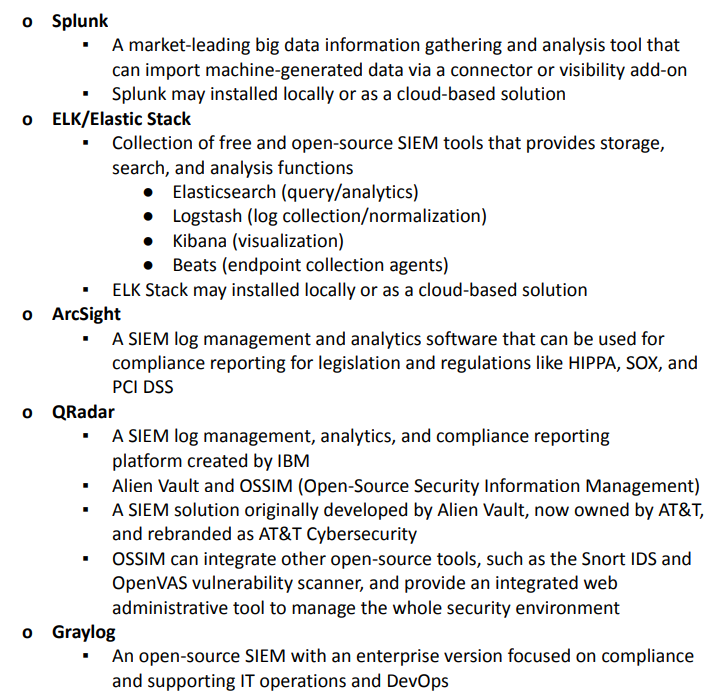 o Splunk
▪ A market-leading big data information gathering and analysis tool that
can import machine-generated data via a connector or visibility add-on
▪ Splunk may installed locally or as a cloud-based solution
o ELK/Elastic Stack
▪ Collection of free and open-source SIEM tools that provides storage,
search, and analysis functions
● Elasticsearch (query/analytics)
● Logstash (log collection/normalization)
● Kibana (visualization)
● Beats (endpoint collection agents)
▪ ELK Stack may installed locally or as a cloud-based solution
o ArcSight
▪ A SIEM log management and analytics software that can be used for
compliance reporting for legislation and regulations like HIPPA, SOX, and
PCI DSS
o QRadar
▪ A SIEM log management, analytics, and compliance reporting
platform created by IBM
▪ Alien Vault and OSSIM (Open-Source Security Information Management)
▪ A SIEM solution originally developed by Alien Vault, now owned by AT&T,
and rebranded as AT&T Cybersecurity
▪ OSSIM can integrate other open-source tools, such as the Snort IDS and
OpenVAS vulnerability scanner, and provide an integrated web
administrative tool to manage the whole security environment
o Graylog
▪ An open-source SIEM with an enterprise version focused on compliance
and supporting IT operations and DevOps